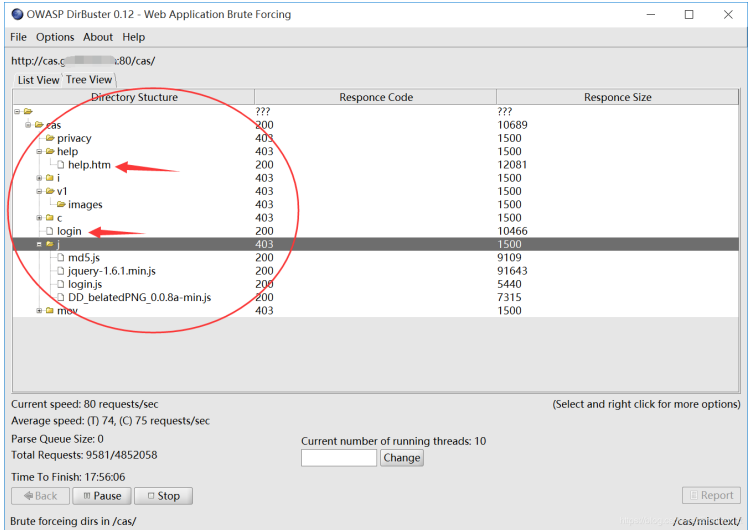 OWASP DirBuster 0.12 - Web Application Brute Forcing
File Options About Help
http://cas.g s:80/cas/
List View Tree View
Directory Stucture Responce Code Responce Size
??? ???
cas 200 10689
privacy 403 1500
help 403 1500
help.htm 200 12081
i 403 1500
v1 403 1500
images 403 1500
c 403 1500
login 200 10466
j 403 1500
md5.js 200 9109
jquery-1.6.1.min.js 200 91643
login.js 200 5440
DD_belatedPNG_0.0.8a-min.js 200 7315
mov 403 1500
Current speed: 80 requests/sec (Select and right click for more options)
Average speed: (T) 74, (C) 75 requests/sec
Parse Queue Size: 0 Current number of running threads: 10
Total Requests: 9581/4852058 Change
Time To Finish: 17:56:06
Back Pause Stop Report
Brute forceing dirs in /cas/ /cas/misctext/